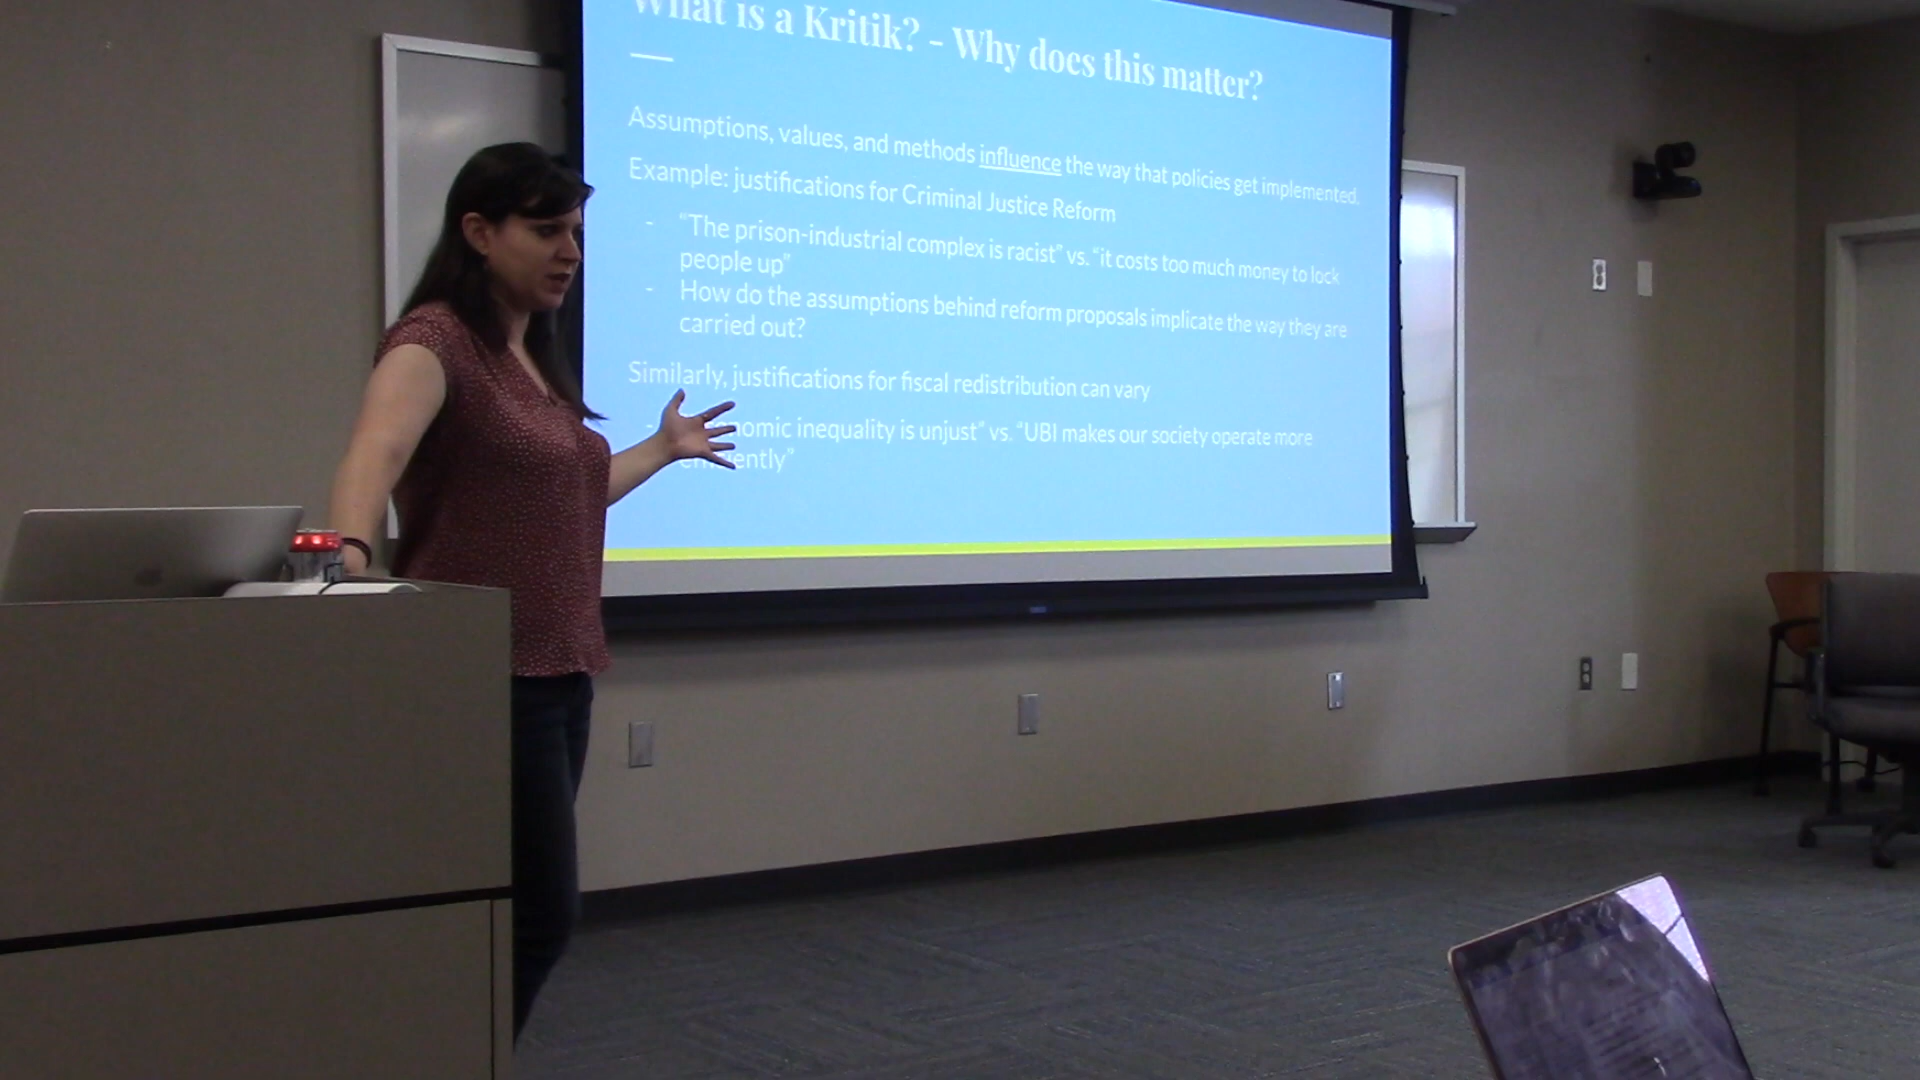 What is a Kritik? - Why does this matter?
Assumptions, values, and methods influence the way that policies get implemented.
Example: justifications for Criminal Justice Reform
- "The prison-industrial complex is racist" vs. "it costs too much money to lock
people up"
- How do the assumptions behind reform proposals implicate the way they are
carried out?
Similarly, justifications for fiscal redistribution can vary
- inequality is unjust" vs. "UBI makes our society operate more